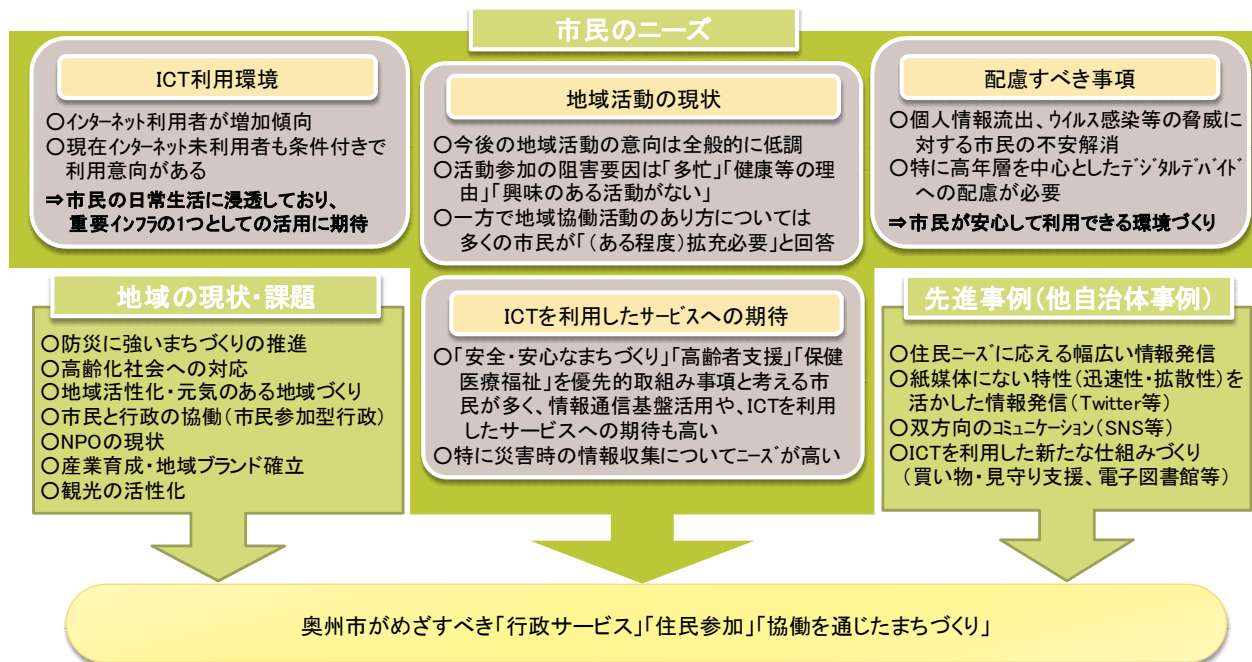 市民のニーズ
ICT利用環境
○インターネット利用者が増加傾向
○現在インターネット未利用者も条件付きで
利用意向がある
⇒市民の日常生活に浸透しており、
重要インフラの1つとしての活用に期待
地域活動の現状
○今後の地域活動の意向は全般的に低調
○活動参加の阻害要因は「多忙」「健康等の理
由」「興味のある活動がない」
○一方で地域協働活動のあり方については
多くの市民が「(ある程度)拡充必要」と回答
配慮すべき事項
○個人情報流出、ウイルス感染等の脅威に
対する市民の不安解消
○特に高年層を中心としたデジタルデバイド
への配慮が必要
⇒市民が安心して利用できる環境づくり
地域の現状・課題
○防災に強いまちづくりの推進
○高齢化社会への対応
○地域活性化・元気のある地域づくり
○市民と行政の協働(市民参加型行政)
○NPOの現状
○産業育成・地域ブランド確立
○観光の活性化
ICTを利用したサービスへの期待
○「安全・安心なまちづくり」「高齢者支援」「保健
医療福祉」を優先的取組み事項と考える市
民が多く、情報通信基盤活用や、ICTを利用
したサービスへの期待も高い
○特に災害時の情報収集についてニーズが高い
先進事例(他自治体事例)
○住民ニーズに応える幅広い情報発信
○紙媒体にない特性(迅速性・拡散性)を
活かした情報発信(Twitter等)
○双方向のコミュニケーション(SNS等)
○ICTを利用した新たな仕組みづくり
(買い物・見守り支援、電子図書館等)
奥州市がめざすべき「行政サービス」「住民参加」「協働を通じたまちづくり」